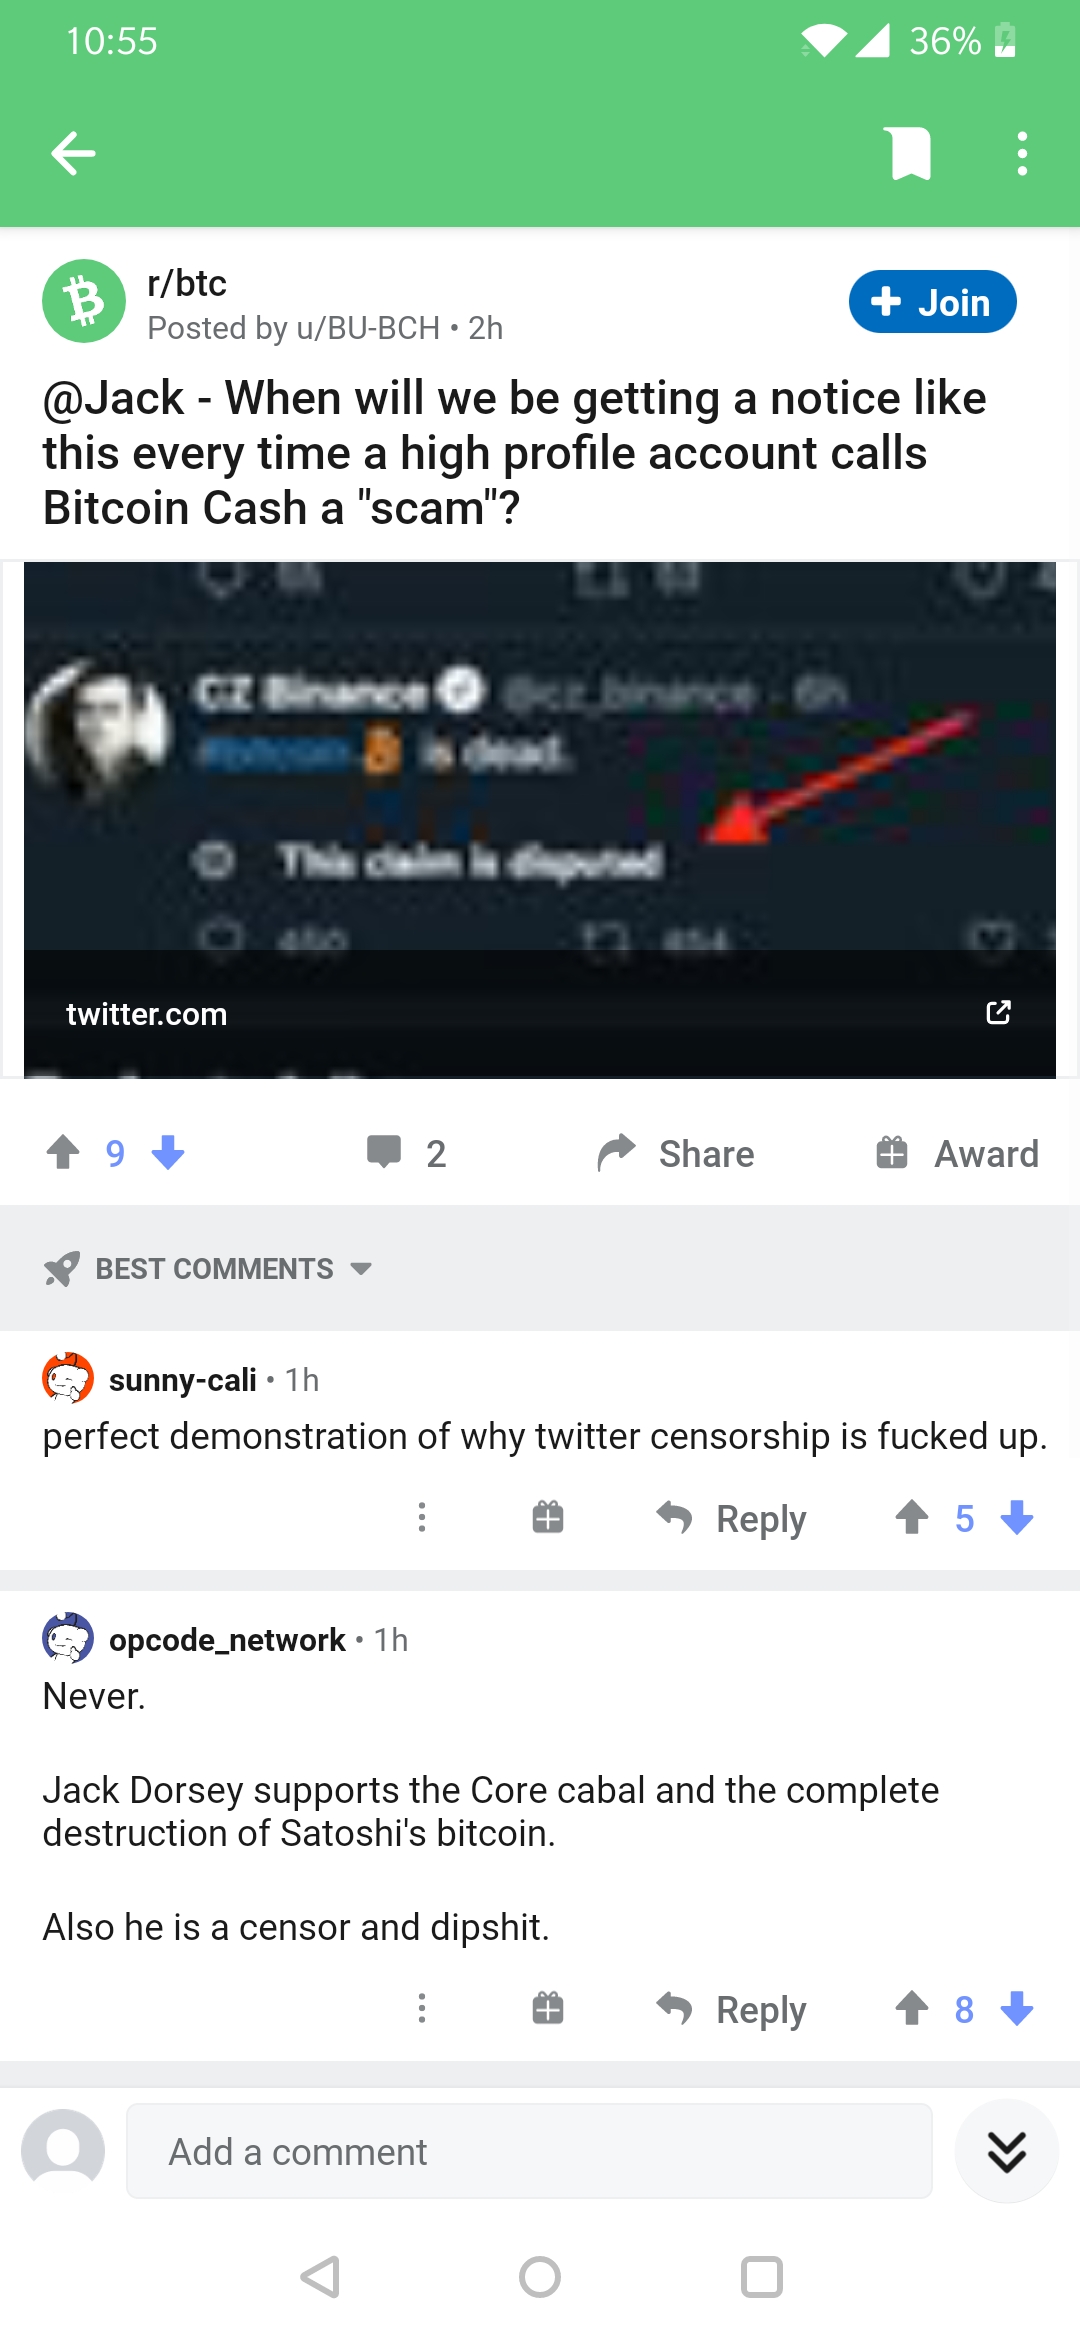 10:55
36%
r/btc
Posted by u/BU-BCH • 2h
+ Join
@Jack - When will we be getting a notice like
this every time a high profile account calls
Bitcoin Cash a "scam"?
CZ Binance @cz_binance · 6h
#bitcoin is dead.
This claim is disputed
450
454
twitter.com
9
2
Share
Award
BEST COMMENTS
sunny-cali • 1h
perfect demonstration of why twitter censorship is fucked up.
Reply
5
opcode_network • 1h
Never.
Jack Dorsey supports the Core cabal and the complete
destruction of Satoshi's bitcoin.
Also he is a censor and dipshit.
Reply
8
Add a comment